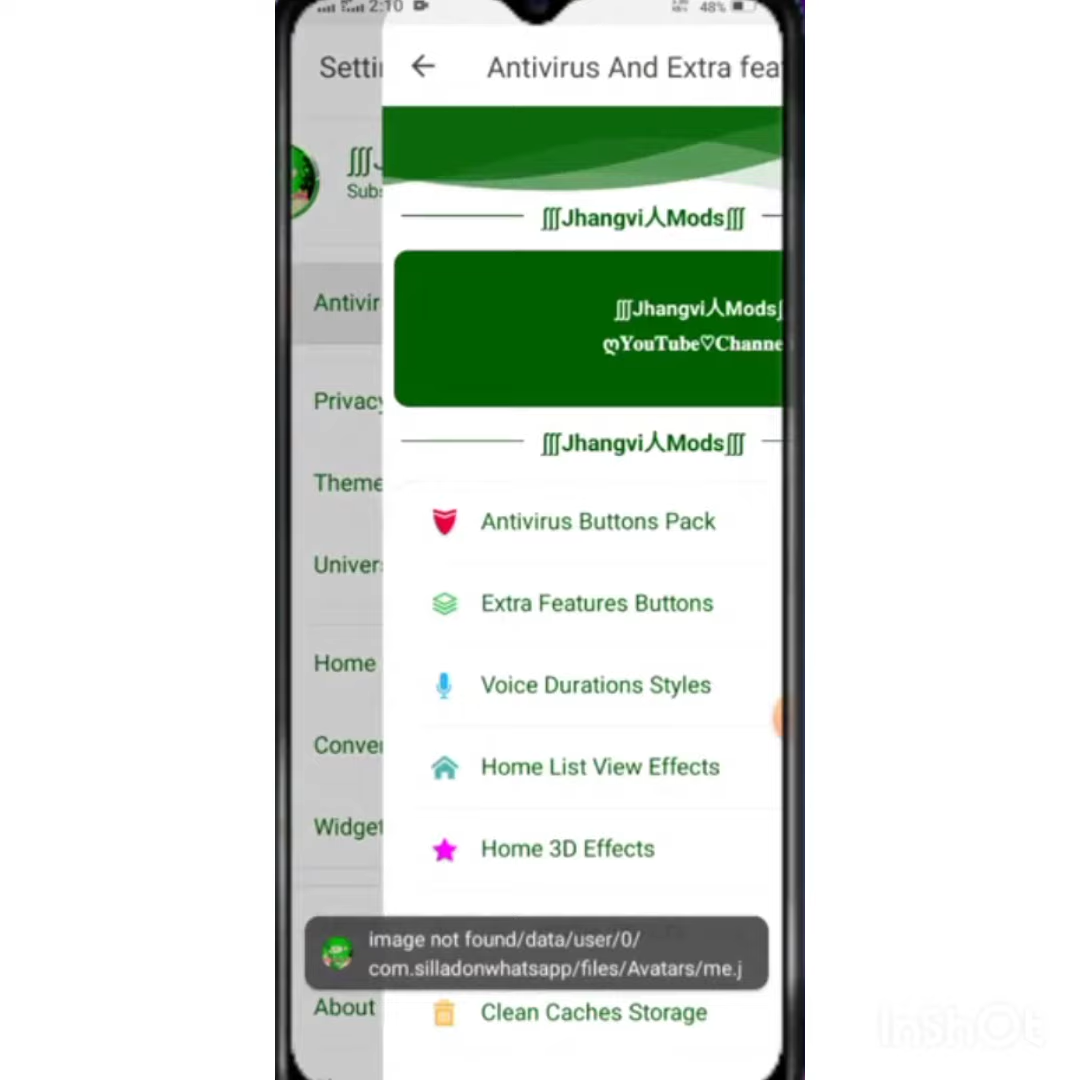 2:10
48%
Setti
Antivirus And Extra fea
∭
Subs
∭Jhangvi人Mods∭
∭Jhangvi人Mods∫
ღYouTube♡Channe
∭Jhangvi人Mods∭
Antivir
Privacy
Theme
Univers
Home
Conver
Widget
About
Antivirus Buttons Pack
Extra Features Buttons
Voice Durations Styles
Home List View Effects
Home 3D Effects
image not found/data/user/0/
com.silladonwhatsapp/files/Avatars/me.j
Clean Caches Storage
InShOt